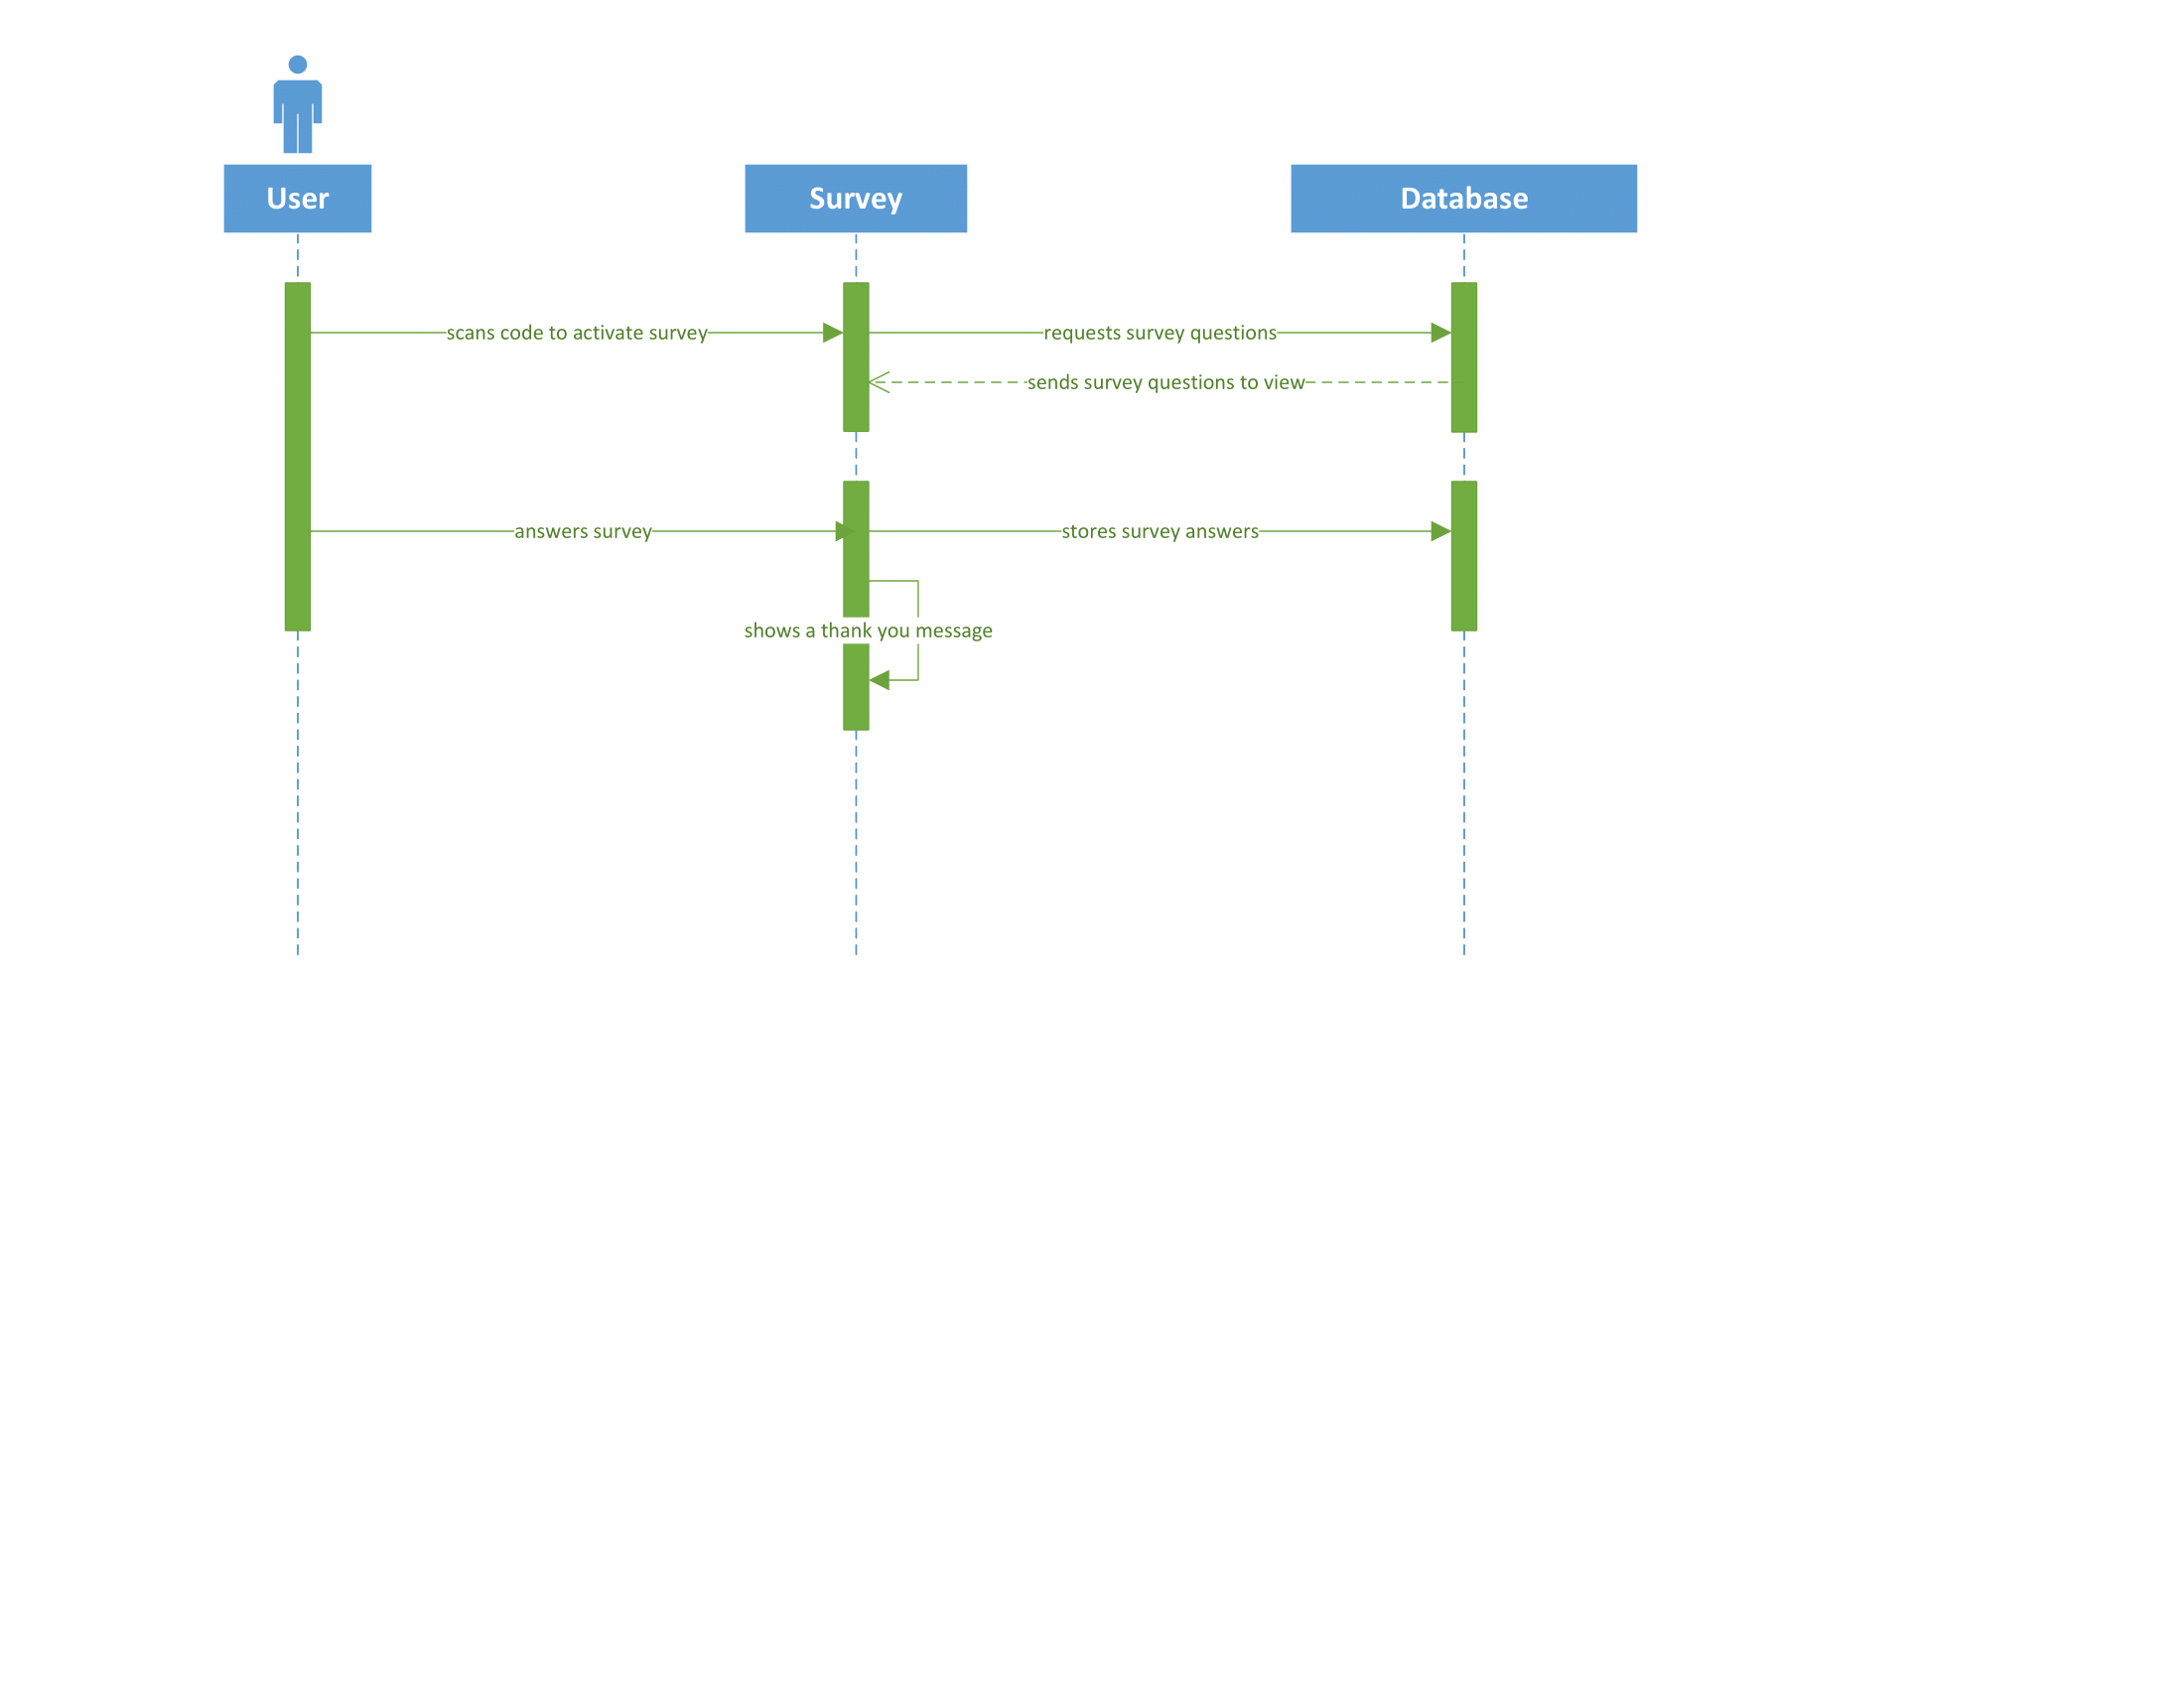 User
Survey
Database
scans code to activate survey
requests survey questions
sends survey questions to view
answers survey
stores survey answers
shows a thank you message